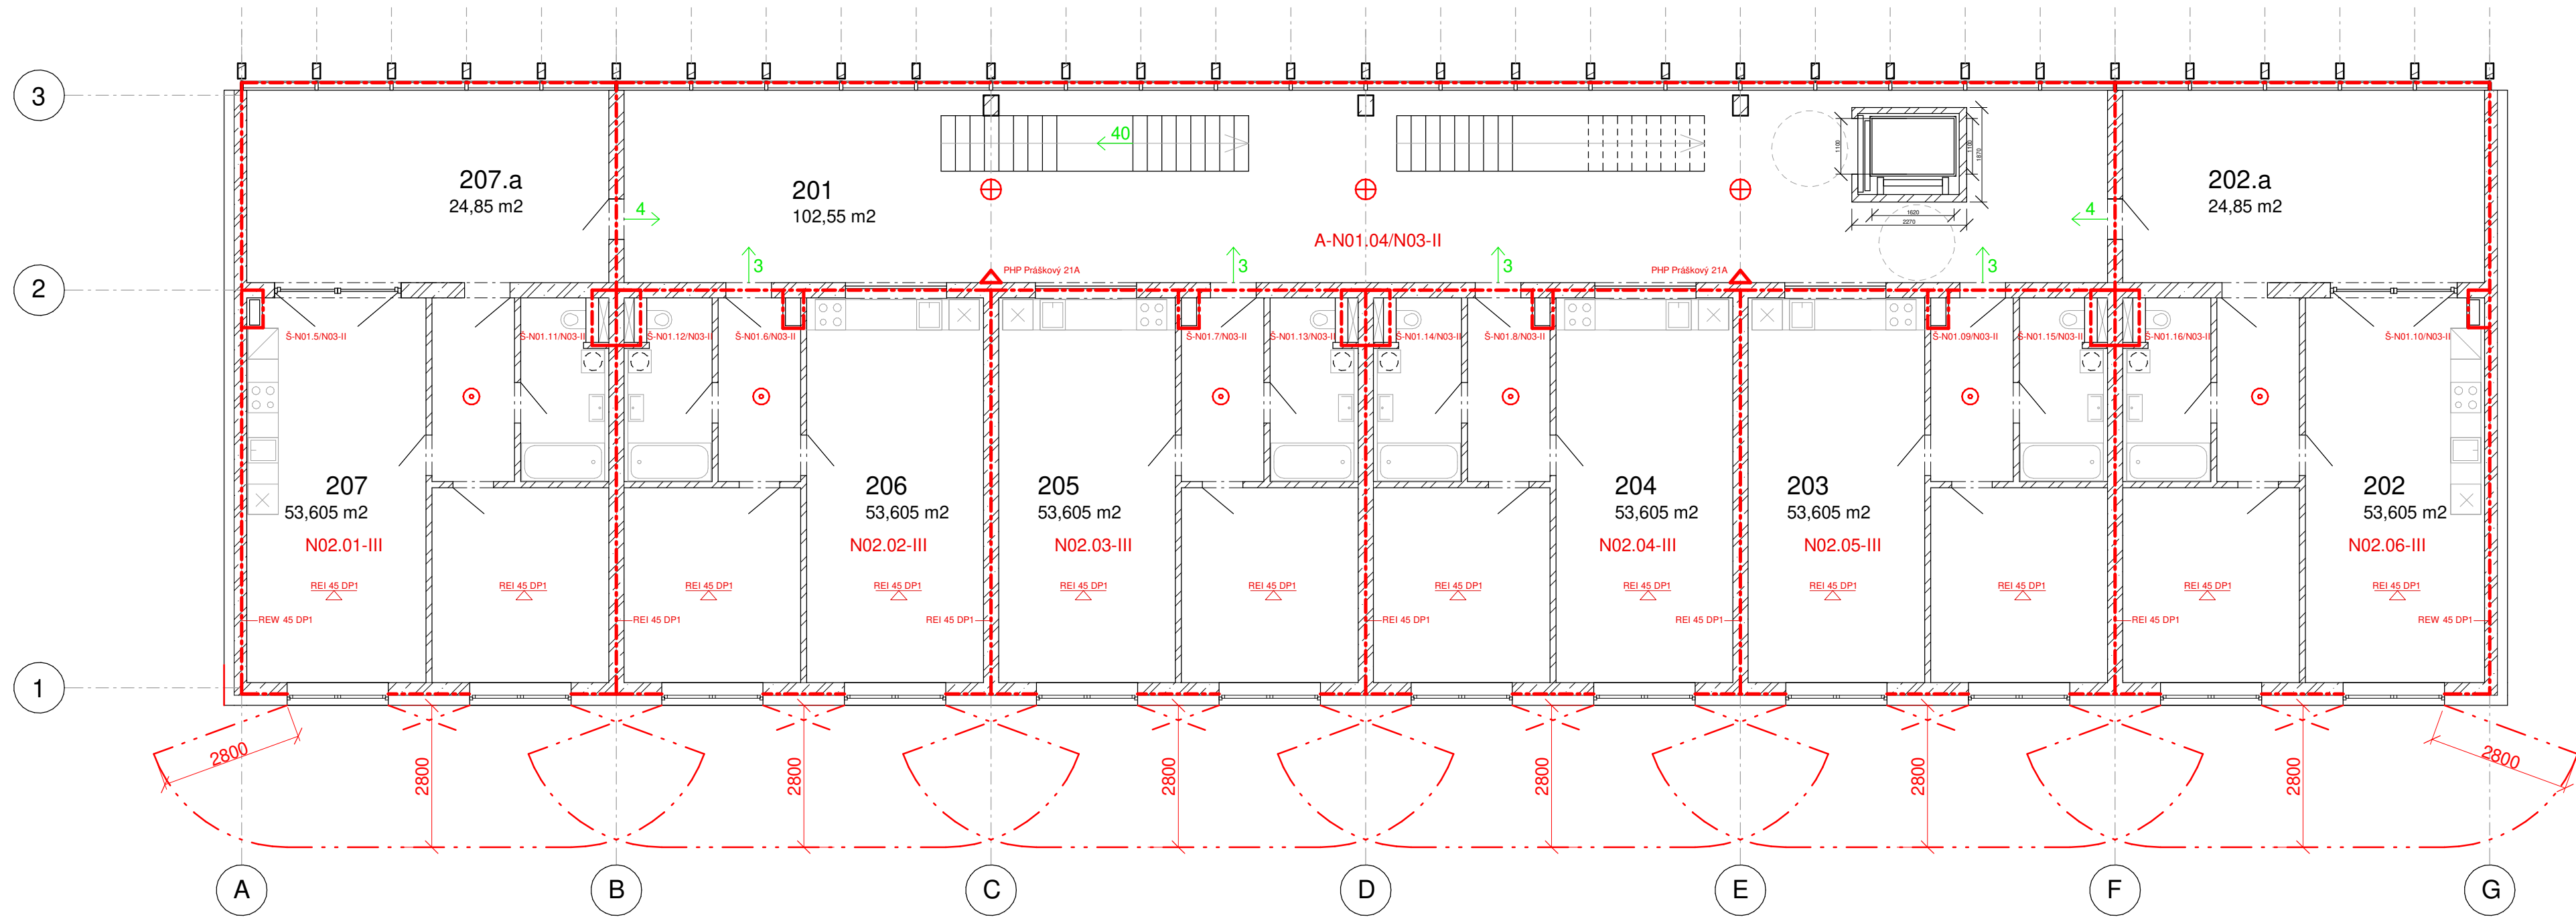 3
40
1100
1100
1870
207.a
24,85 m2
201
102,55 m2
202.a
24,85 m2
4
4
1620
2270
A-N01.04/N03-II
3
3
3
3
PHP Práškový 21A
PHP Práškový 21A
2
Š-N01.5/N03-II
Š-N01.11/N03-II
Š-N01.12/N03-II
Š-N01.6/N03-II
Š-N01.7/N03-II
Š-N01.13/N03-II
Š-N01.14/N03-II
Š-N01.8/N03-II
Š-N01.09/N03-II
Š-N01.15/N03-II
Š-N01.16/N03-II
Š-N01.10/N03-II
207
53,605 m2
N02.01-III
206
53,605 m2
N02.02-III
205
53,605 m2
N02.03-III
204
53,605 m2
N02.04-III
203
53,605 m2
N02.05-III
202
53,605 m2
N02.06-III
REI 45 DP1
REI 45 DP1
REI 45 DP1
REI 45 DP1
REI 45 DP1
REI 45 DP1
REI 45 DP1
REI 45 DP1
REI 45 DP1
REI 45 DP1
REI 45 DP1
REI 45 DP1
REW 45 DP1
REI 45 DP1
REI 45 DP1
REI 45 DP1
REI 45 DP1
REI 45 DP1
REW 45 DP1
1
2800
2800
2800
2800
2800
2800
2800
2800
A
B
C
D
E
F
G